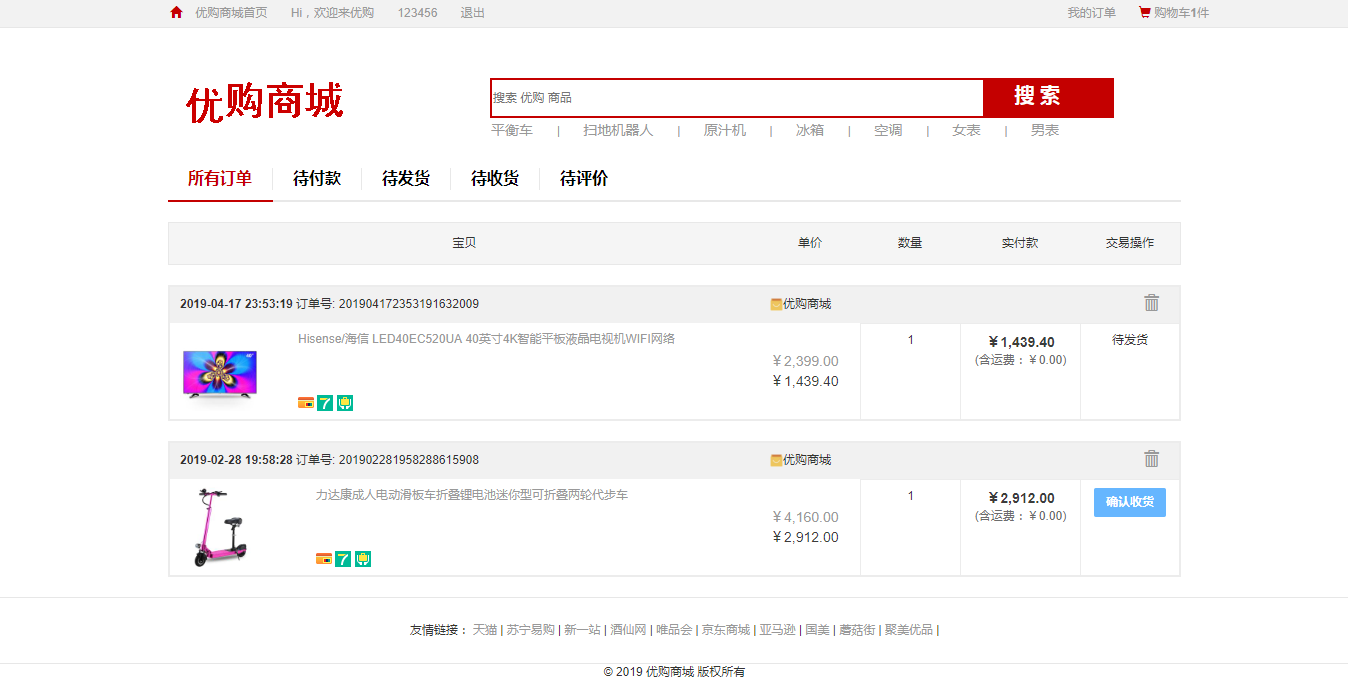 优购商城首页 Hi，欢迎来优购 123456 退出 我的订单 购物车1件
优购商城
搜索 优购 商品 搜索
平衡车 | 扫地机器人 | 原汁机 | 冰箱 | 空调 | 女表 | 男表
所有订单 待付款 待发货 待收货 待评价
宝贝 单价 数量 实付款 交易操作
2019-04-17 23:53:19 订单号: 201904172353191632009 优购商城
Hisense/海信 LED40EC520UA 40英寸4K智能平板液晶电视机WIFI网络 1 ￥1,439.40 待发货
(含运费：￥0.00)
￥2,399.00
￥1,439.40
7
2019-02-28 19:58:28 订单号: 201902281958288615908 优购商城
力达康成人电动滑板车折叠锂电池迷你型可折叠两轮代步车 1 ￥2,912.00 确认收货
(含运费：￥0.00)
￥4,160.00
￥2,912.00
7
友情链接： 天猫 | 苏宁易购 | 新一站 | 酒仙网 | 唯品会 | 京东商城 | 亚马逊 | 国美 | 蘑菇街 | 聚美优品 |
© 2019 优购商城 版权所有